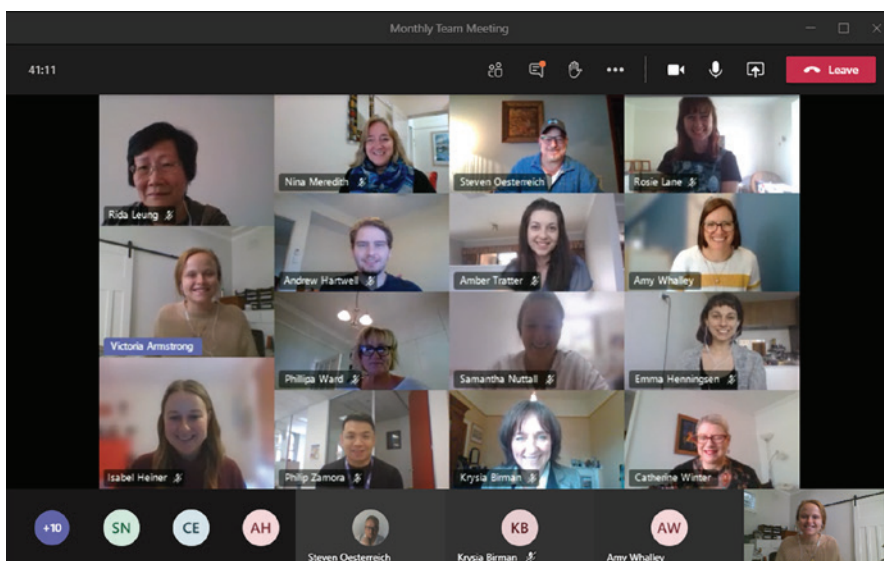 Monthly Team Meeting
41:11
Leave
Rida Leung
Nina Meredith
Steven Oesterreich
Rosie Lane
Victoria Armstrong
Andrew Hartwell
Amber Tratter
Amy Whalley
Phillipa Ward
Samantha Nuttall
Emma Henningsen
Isabel Heiner
Philip Zamora
Krysia Birman
Catherine Winter
+10
SN
CE
AH
KB
AW
Steven Oesterreich
Krysia Birman
Amy Whalley